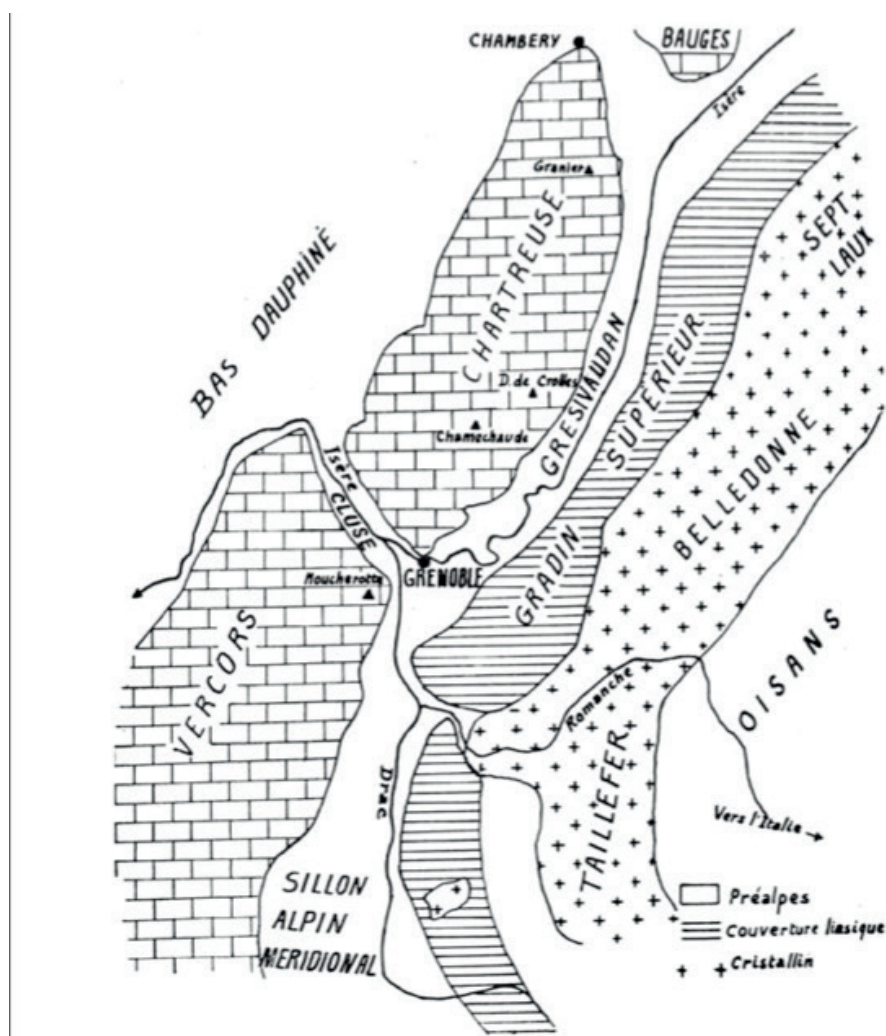 CHAMBERY
BAUGES
Isère
Granier
SEPT
LAUX
CHARTREUSE
BAS DAUPHINÉ
D. de Crolles
Chamechaude
GRESIVAUDAN
SUPÉRIEUR
GRADIN
BELLEDONNE
Isère
CLUSE
Moucherotte
GRENOBLE
VERCORS
Romanche
OISANS
TAILLEFER
Drac
Vers l'Italie
SILLON
ALPIN
MERIDIONAL
Préalpes
Couverture liasique
Cristallin